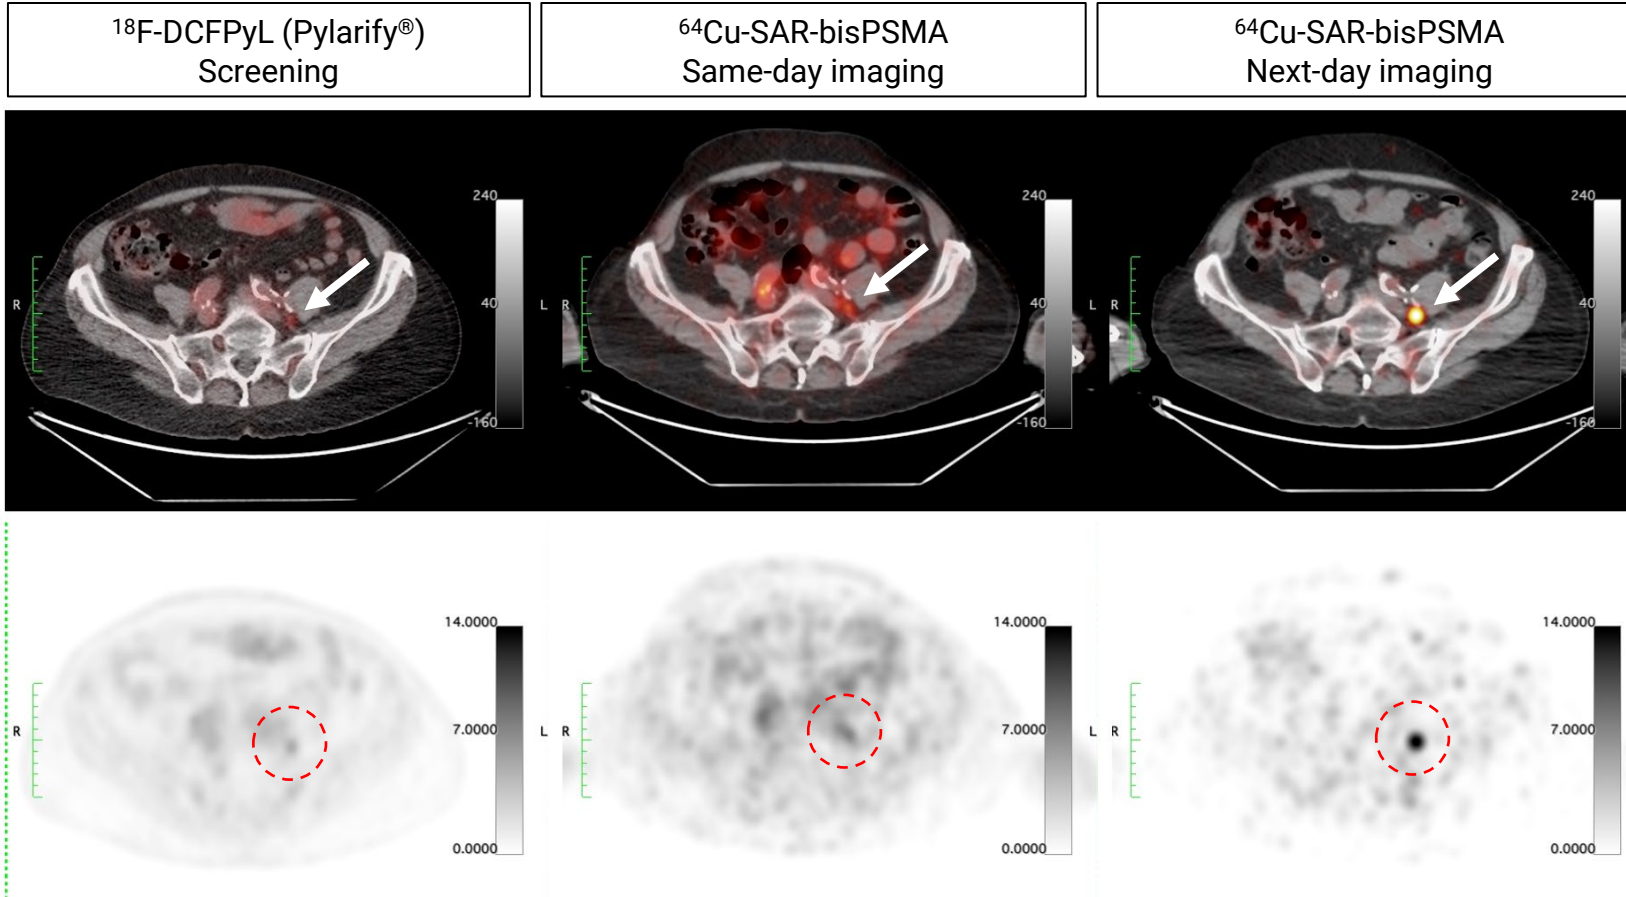 ¹⁸F-DCFPyL (Pylarify®)
Screening
⁶⁴Cu-SAR-bisPSMA
Same-day imaging
⁶⁴Cu-SAR-bisPSMA
Next-day imaging
240
40
-160
R
L
240
40
-160
R
L
240
40
-160
R
14.0000
7.0000
0.0000
R
L
14.0000
7.0000
0.0000
R
L
14.0000
7.0000
0.0000
R